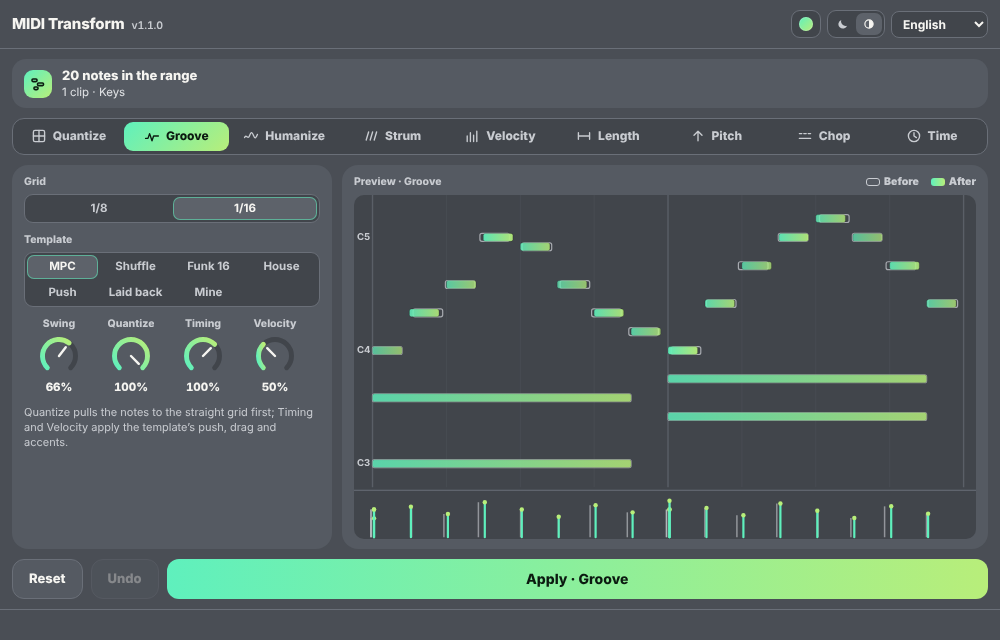 MIDI Transform v1.1.0
English
20 notes in the range
1 clip · Keys
Quantize Groove Humanize Strum Velocity Length Pitch Chop Time
Grid
1/8 1/16
Template
MPC Shuffle Funk 16 House
Push Laid back Mine
Swing Quantize Timing Velocity
66% 100% 100% 50%
Quantize pulls the notes to the straight grid first; Timing
and Velocity apply the template's push, drag and
accents.
Preview · Groove
Before After
C5
C4
C3
Reset Undo Apply · Groove